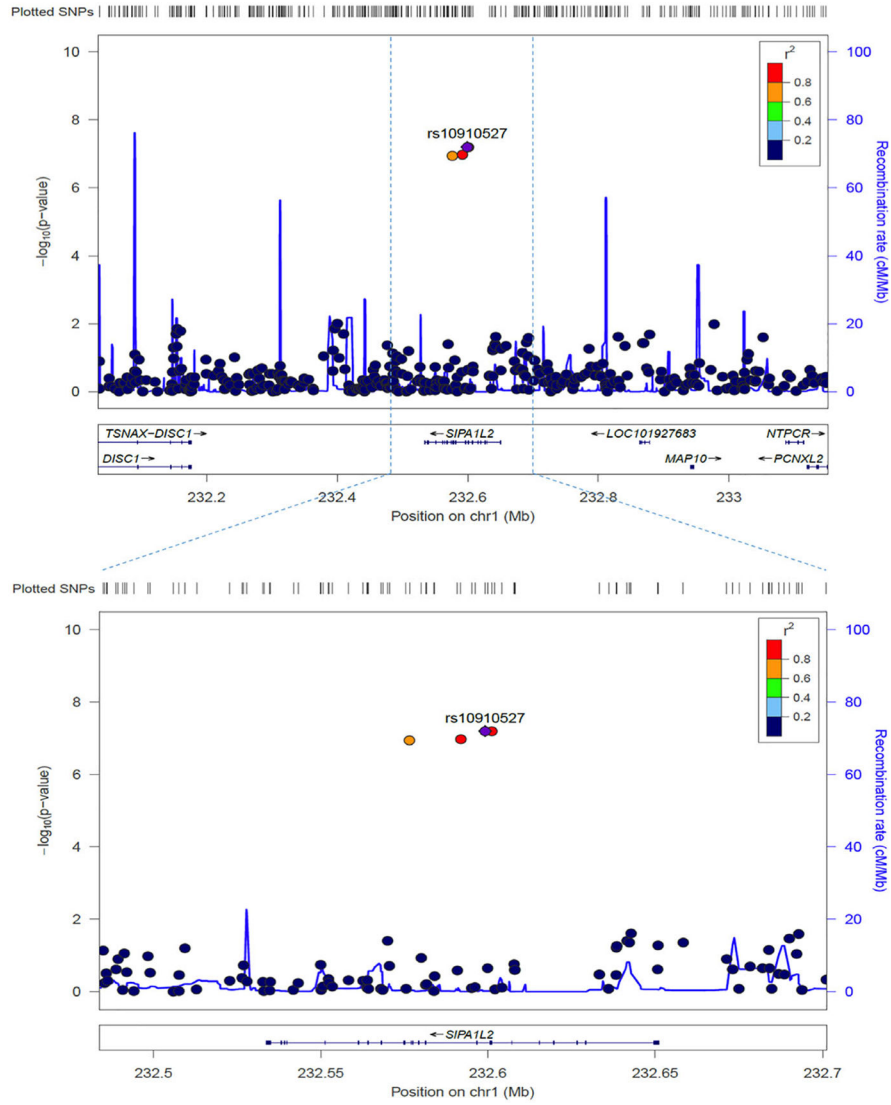 Plotted SNPs
10
8
6
4
2
0
−log10(p−value)
rs10910527
r2
0.8
0.6
0.4
0.2
100
80
60
40
20
0
Recombination rate (cM/Mb)
TSNAX−DISC1→
←SIPA1L2
←LOC101927683
NTPCR→
DISC1→
MAP10→
←PCNXL2
232.2
232.4
232.6
232.8
233
Position on chr1 (Mb)
Plotted SNPs
10
8
6
4
2
0
−log10(p−value)
rs10910527
r2
0.8
0.6
0.4
0.2
100
80
60
40
20
0
Recombination rate (cM/Mb)
←SIPA1L2
232.5
232.55
232.6
232.65
232.7
Position on chr1 (Mb)